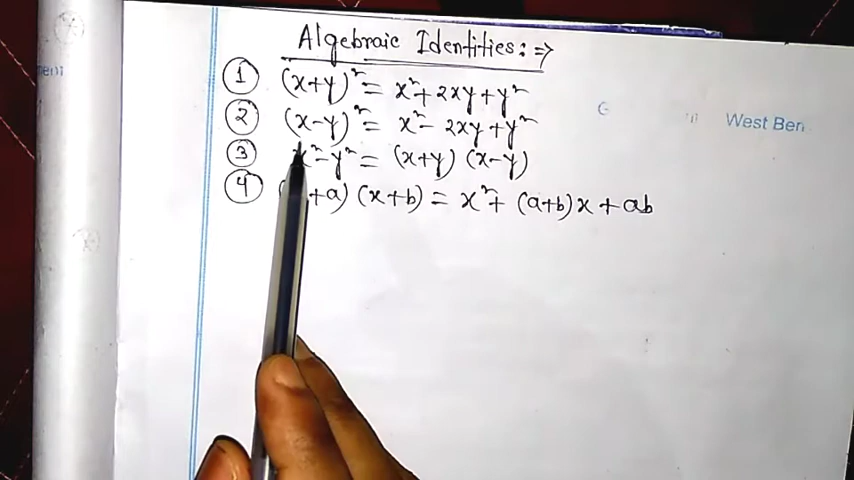 Algebraic Identities : ⇒
① (x+y)² = x² + 2xy + y²
② (x-y)² = x² - 2xy + y²
③ x² - y² = (x+y) (x-y)
④ +a) (x+b) = x² + (a+b)x + ab
West Ben